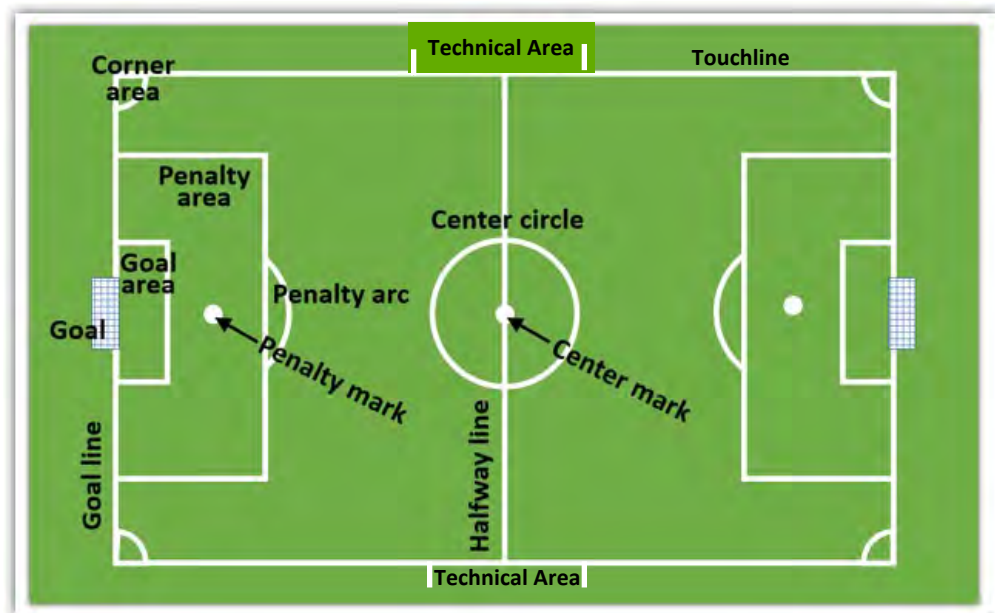 Technical Area
Touchline
Corner
area
Penalty
area
Center circle
Goal
area
Penalty arc
Goal
Penalty mark
Center mark
Goal line
Halfway line
Technical Area